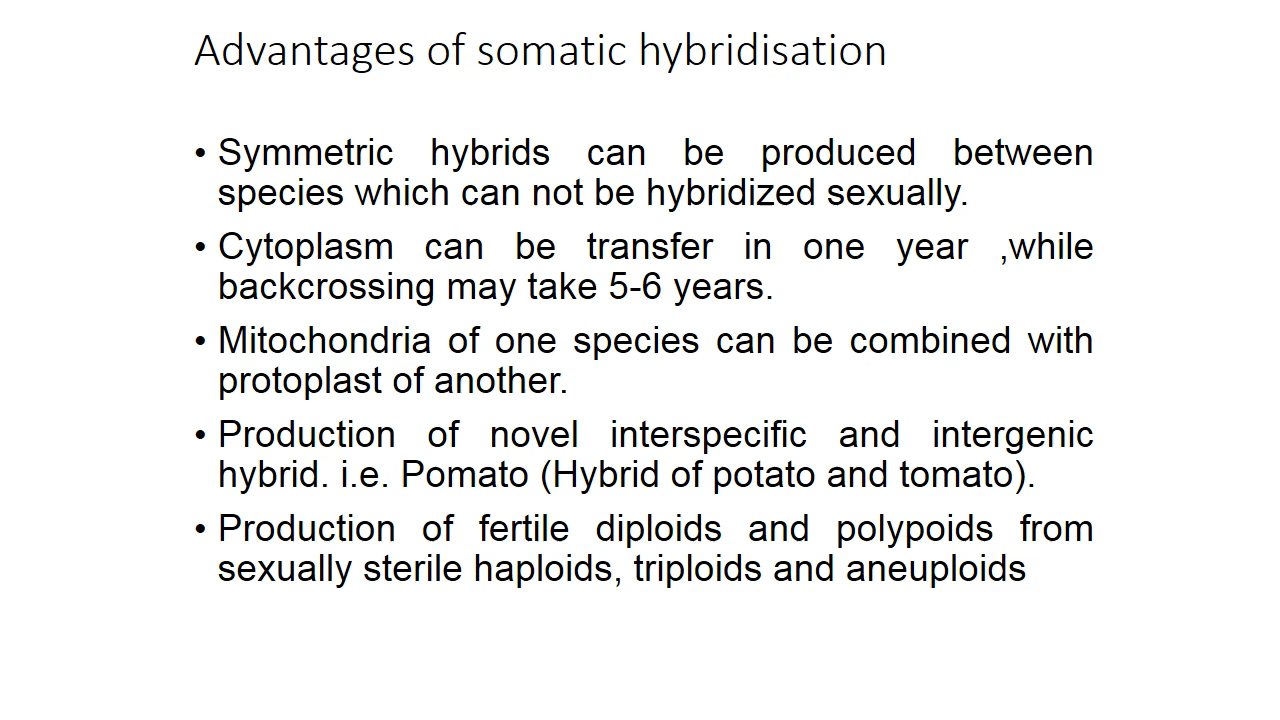 Advantages of somatic hybridisation
• Symmetric hybrids can be produced between
species which can not be hybridized sexually.
• Cytoplasm can be transfer in one year ,while
backcrossing may take 5-6 years.
• Mitochondria of one species can be combined with
protoplast of another.
• Production of novel interspecific and intergenic
hybrid. i.e. Pomato (Hybrid of potato and tomato).
• Production of fertile diploids and polypoids from
sexually sterile haploids, triploids and aneuploids